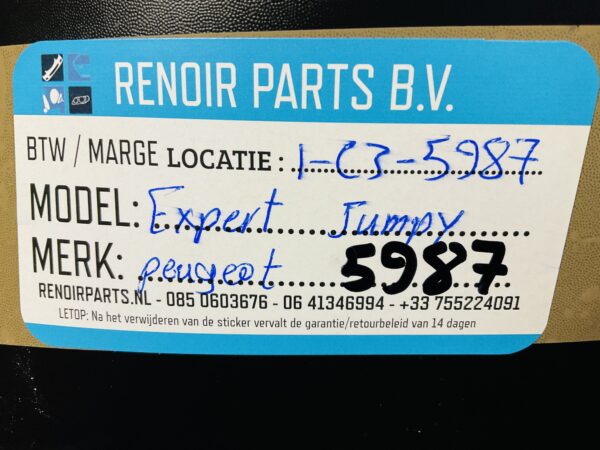 RENOIR PARTS B.V.
BTW / MARGE LOCATIE: 1-C3-5987
MODEL: Expert Jumpy
MERK: peugeot 5987
RENOIRPARTS.NL - 085 0603676 - 06 41346994 - +33 755224091
LETOP: Na het verwijderen van de sticker vervalt de garantie/retourbeleid van 14 dagen